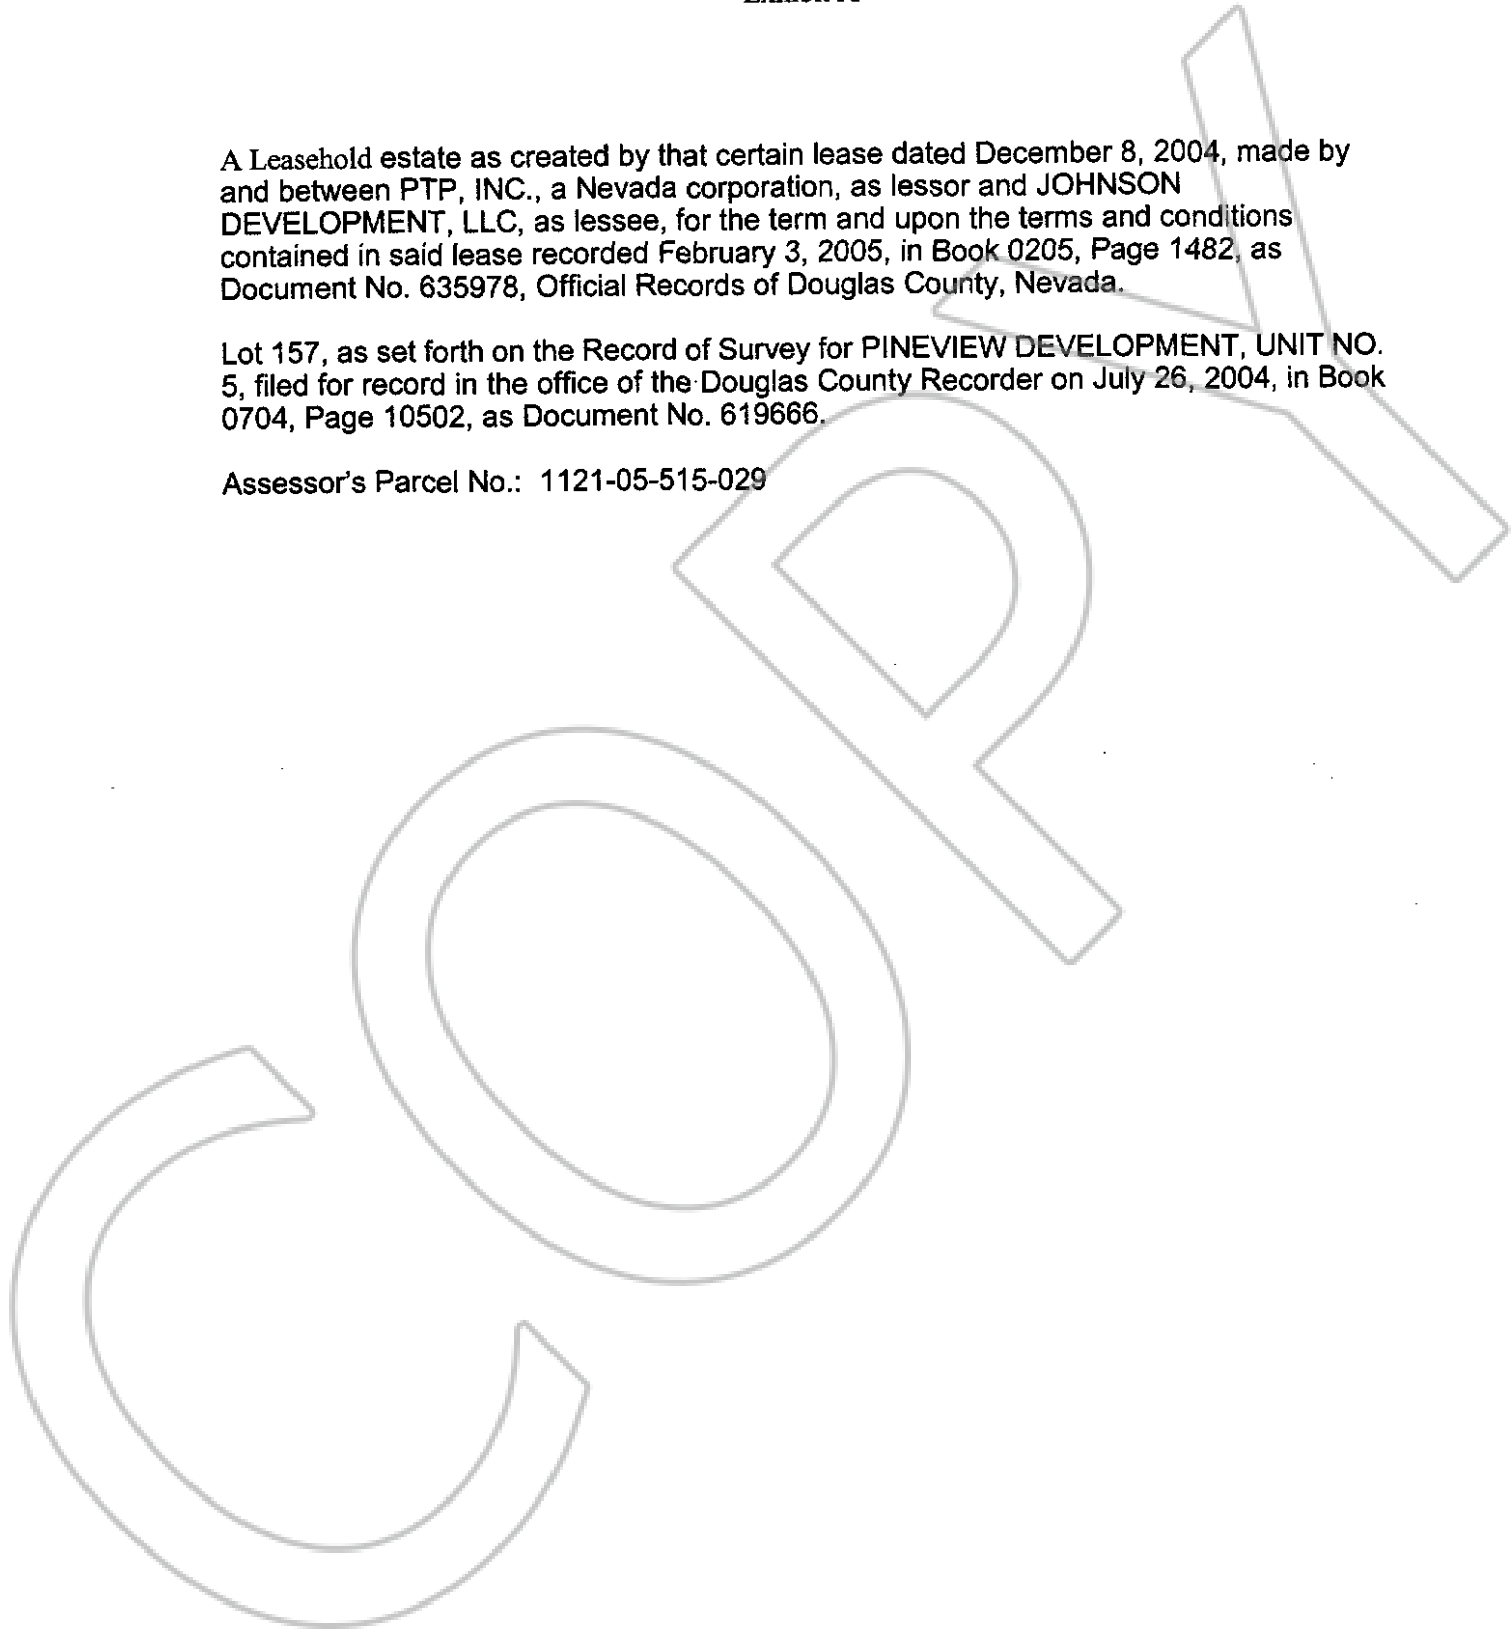 A Leasehold estate as created by that certain lease dated December 8, 2004, made by
and between PTP, INC., a Nevada corporation, as lessor and JOHNSON
DEVELOPMENT, LLC, as lessee, for the term and upon the terms and conditions
contained in said lease recorded February 3, 2005, in Book 0205, Page 1482, as
Document No. 635978, Official Records of Douglas County, Nevada.
Lot 157, as set forth on the Record of Survey for PINEVIEW DEVELOPMENT, UNIT NO.
5, filed for record in the office of the Douglas County Recorder on July 26, 2004, in Book
0704, Page 10502, as Document No. 619666.
Assessor's Parcel No.: 1121-05-515-029
COPY